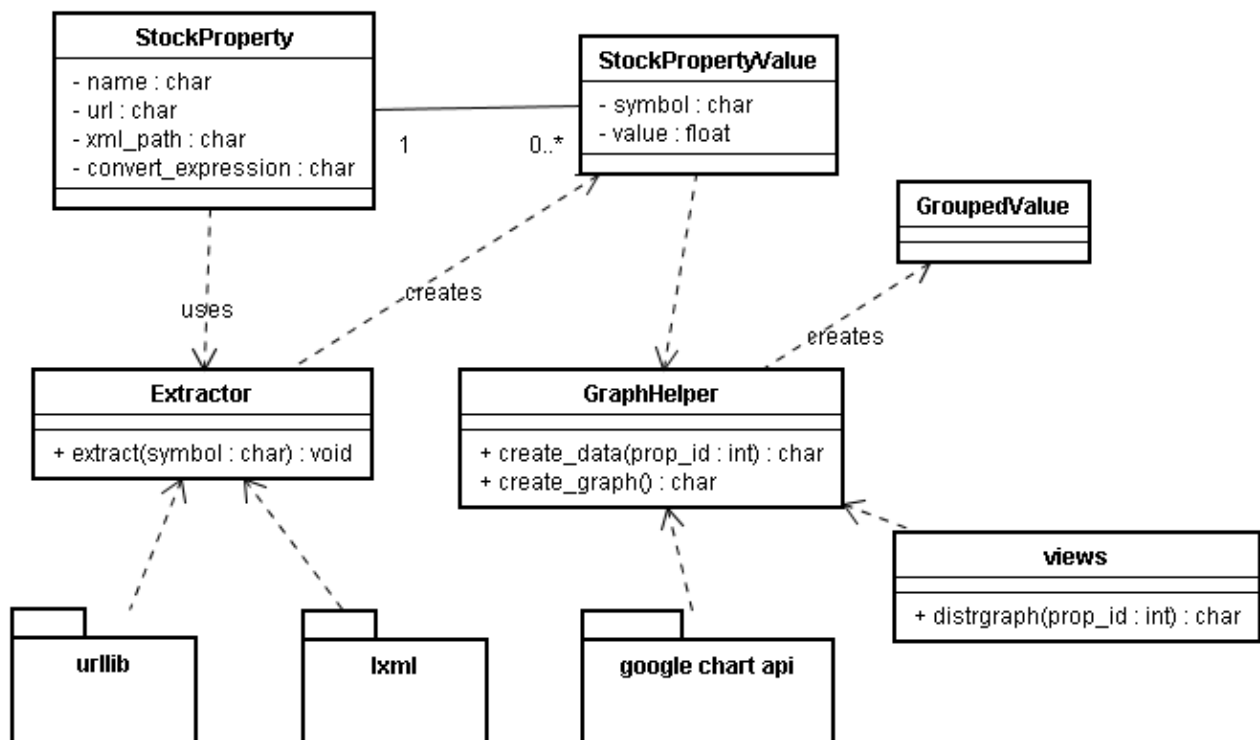 StockProperty
- name : char
- url : char
- xml_path : char
- convert_expression : char
1
0..*
StockPropertyValue
- symbol : char
- value : float
GroupedValue
uses
creates
creates
Extractor
+ extract(symbol : char) : void
GraphHelper
+ create_data(prop_id : int) : char
+ create_graph() : char
views
+ distrgraph(prop_id : int) : char
urllib
lxml
google chart api